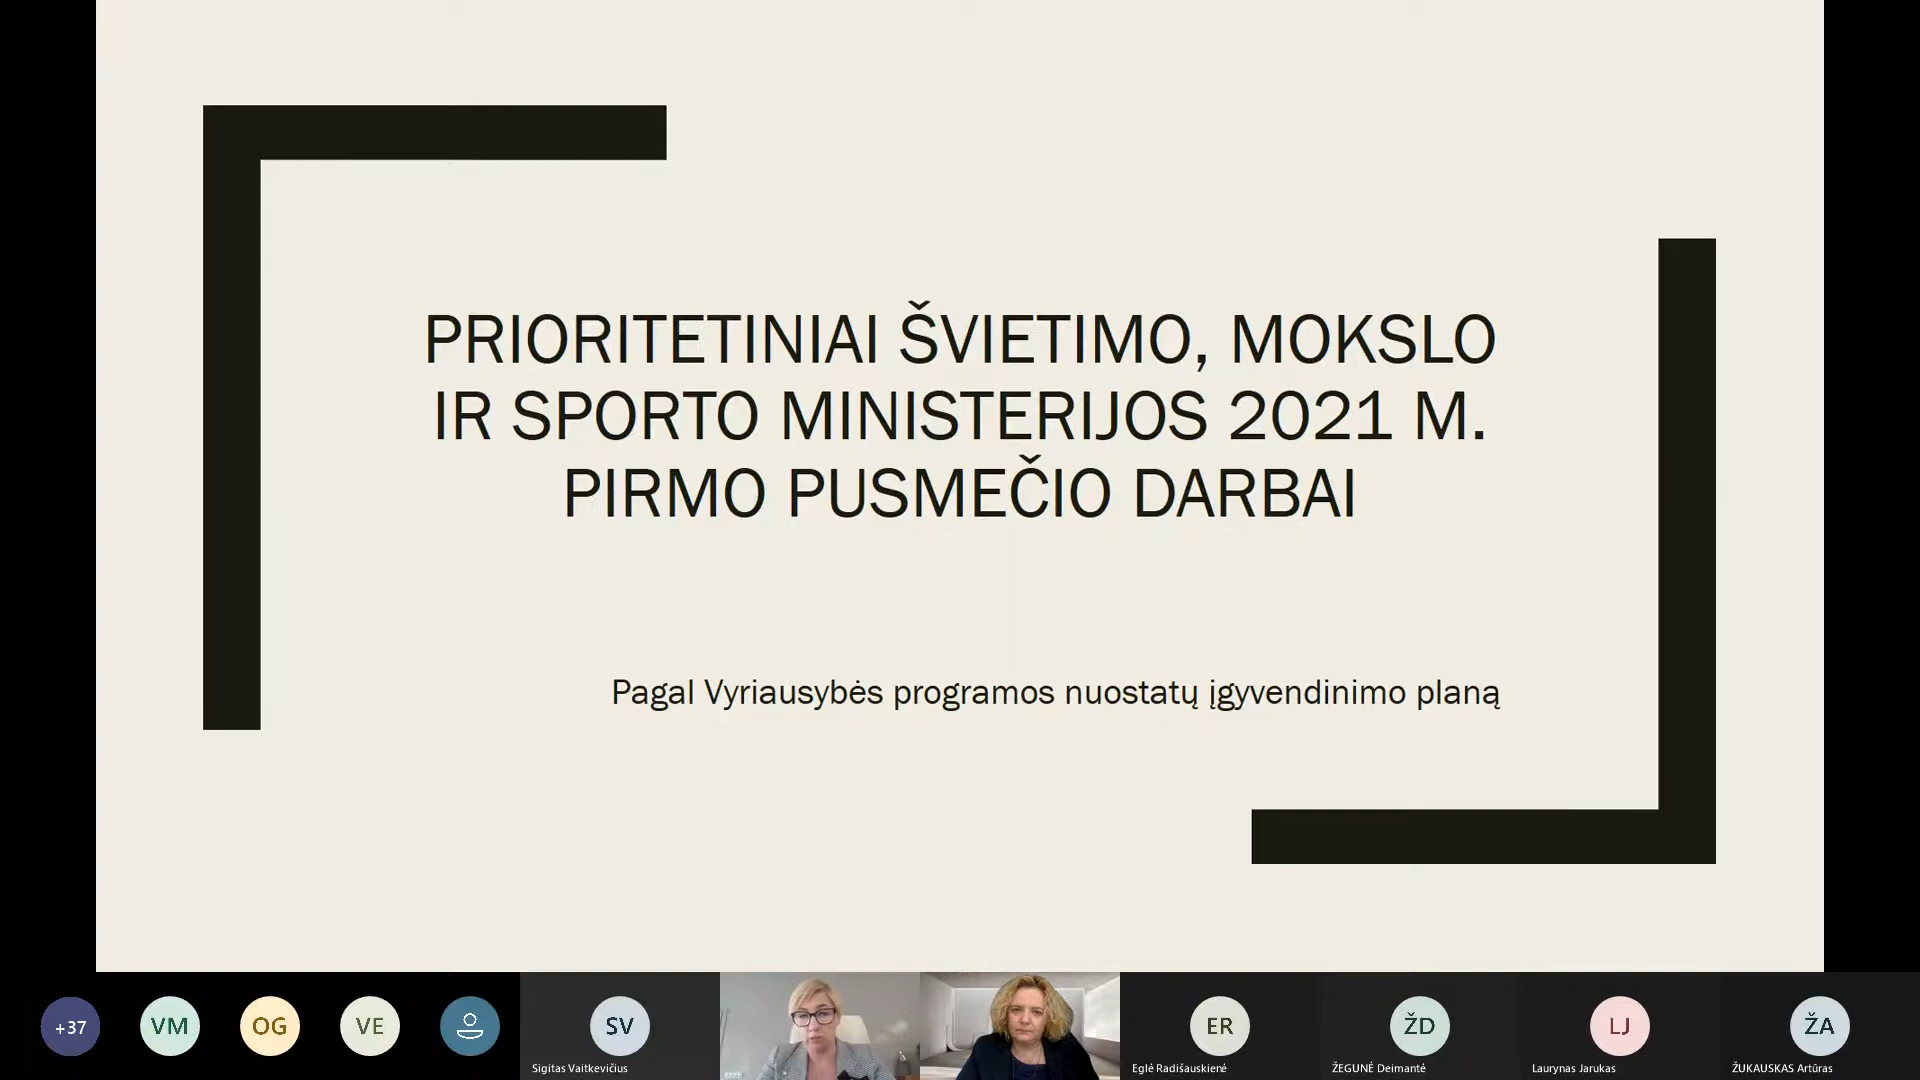 PRIORITETINIAI ŠVIETIMO, MOKSLO
IR SPORTO MINISTERIJOS 2021 M.
PIRMO PUSMEČIO DARBAI
Pagal Vyriausybės programos nuostatų įgyvendinimo planą
+37
VM
OG
VE
SV
Sigitas Vaitkevičius
ER
Eglė Radišauskienė
ŽD
ŽEGUNĖ Deimantė
LJ
Laurynas Jarukas
ŽA
ŽUKAUSKAS Artūras